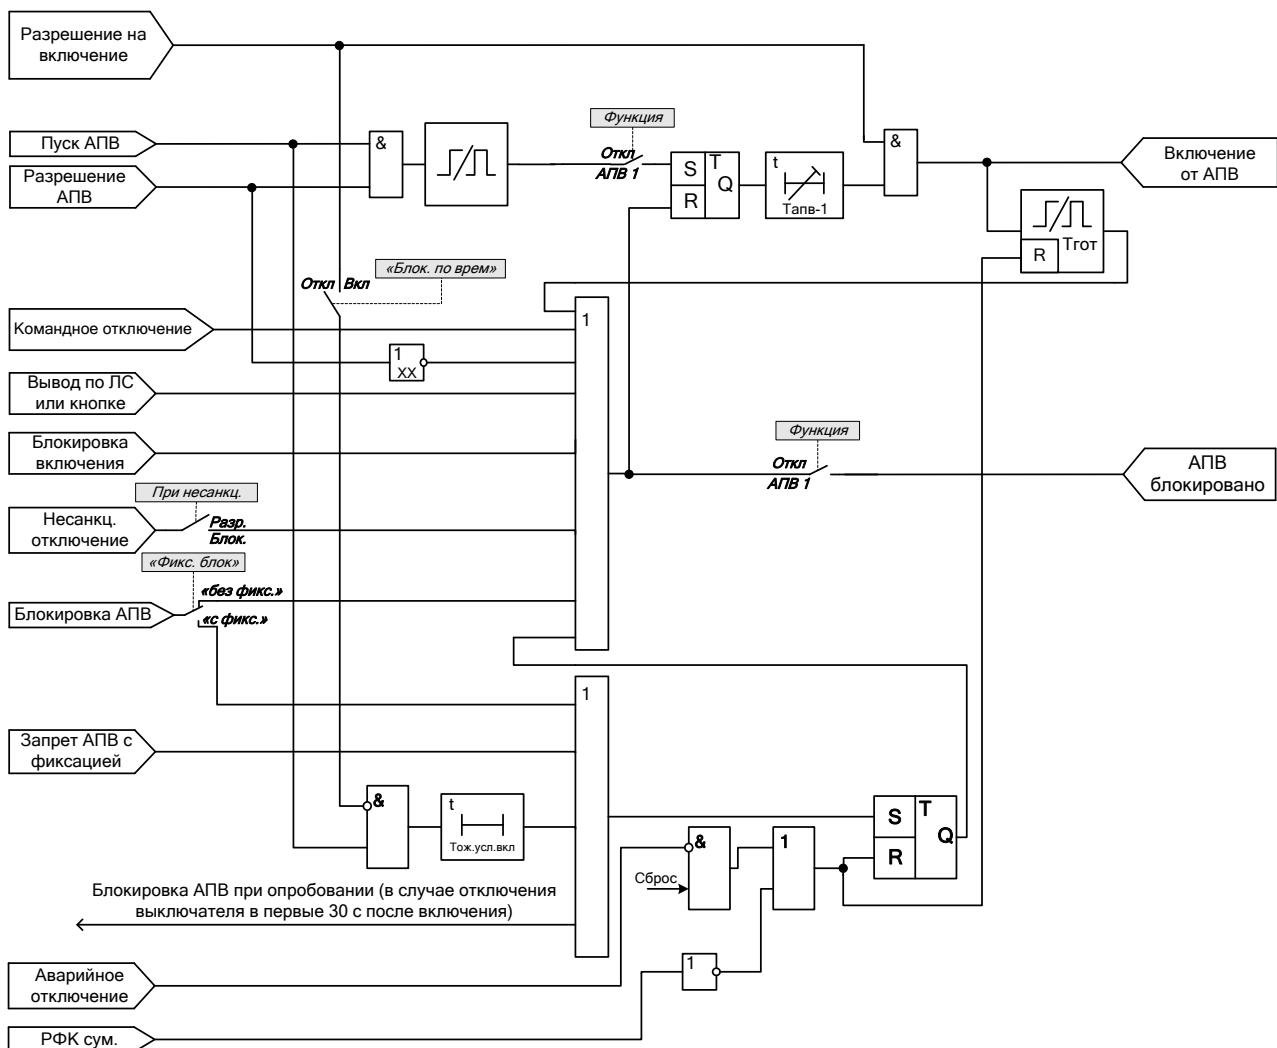 Разрешение на
включение
Пуск АПВ
Разрешение
АПВ
&
Функция
Откл
АПВ 1
S
T
Q
R
t
Тапв-1
&
Включение
от АПВ
Tгот
R
«Блок. по врем»
Откл
Вкл
1
Командное отключение
1
XX
Вывод по ЛС
или кнопке
Блокировка
включения
Функция
Откл
АПВ 1
АПВ
блокировано
При несанкц.
Несанкц.
отключение
Разр.
Блок.
«Фикс. блок»
Блокировка АПВ
«без фикс.»
«с фикс.»
1
Запрет АПВ с
фиксацией
&
t
Тож.усл.вкл
S
T
Q
R
&
1
Сброс
Блокировка АПВ при опробовании (в случае отключения
выключателя в первые 30 с после включения)
1
Аварийное
отключение
РФК сум.